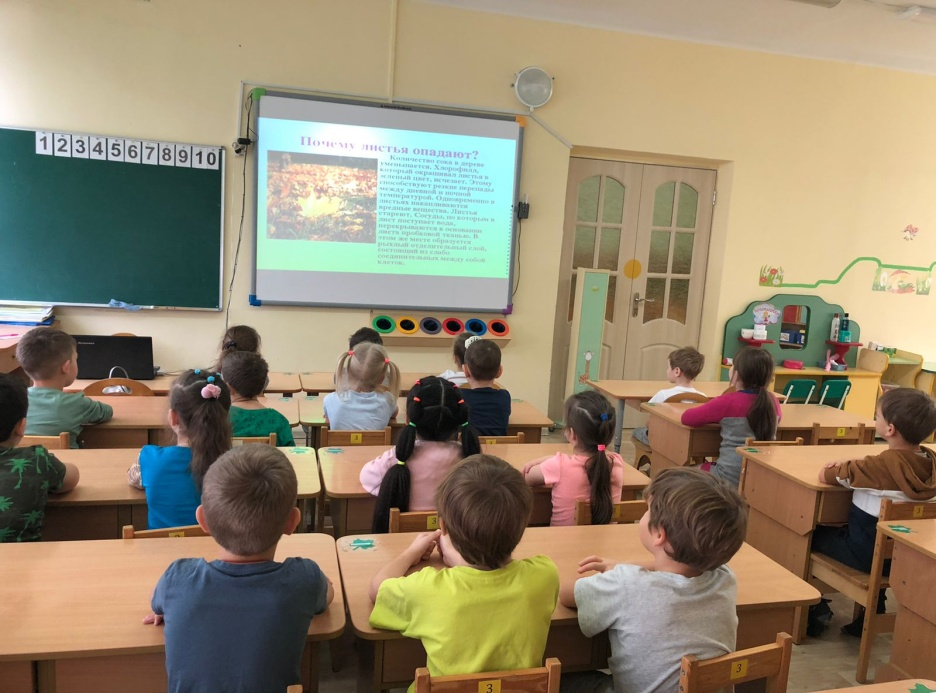 1 2 3 4 5 6 7 8 9 10
Почему листья опадают?
Количество сока в дереве
уменьшается. Хлорофилл,
который окрашивал листья в
зеленый цвет, исчезает. Этому
способствуют резкие перепады
между дневной и ночной
температурой. Одновременно в
листьях накапливаются
вредные вещества. Листья
стареют. Сосуды, по которым в
лист поступает вода,
перекрываются в основании
листа пробковой тканью. В
этом же месте образуется
рыхлый отделительный слой,
состоящий из слабо
соединительных между собой
клеток.
3
3